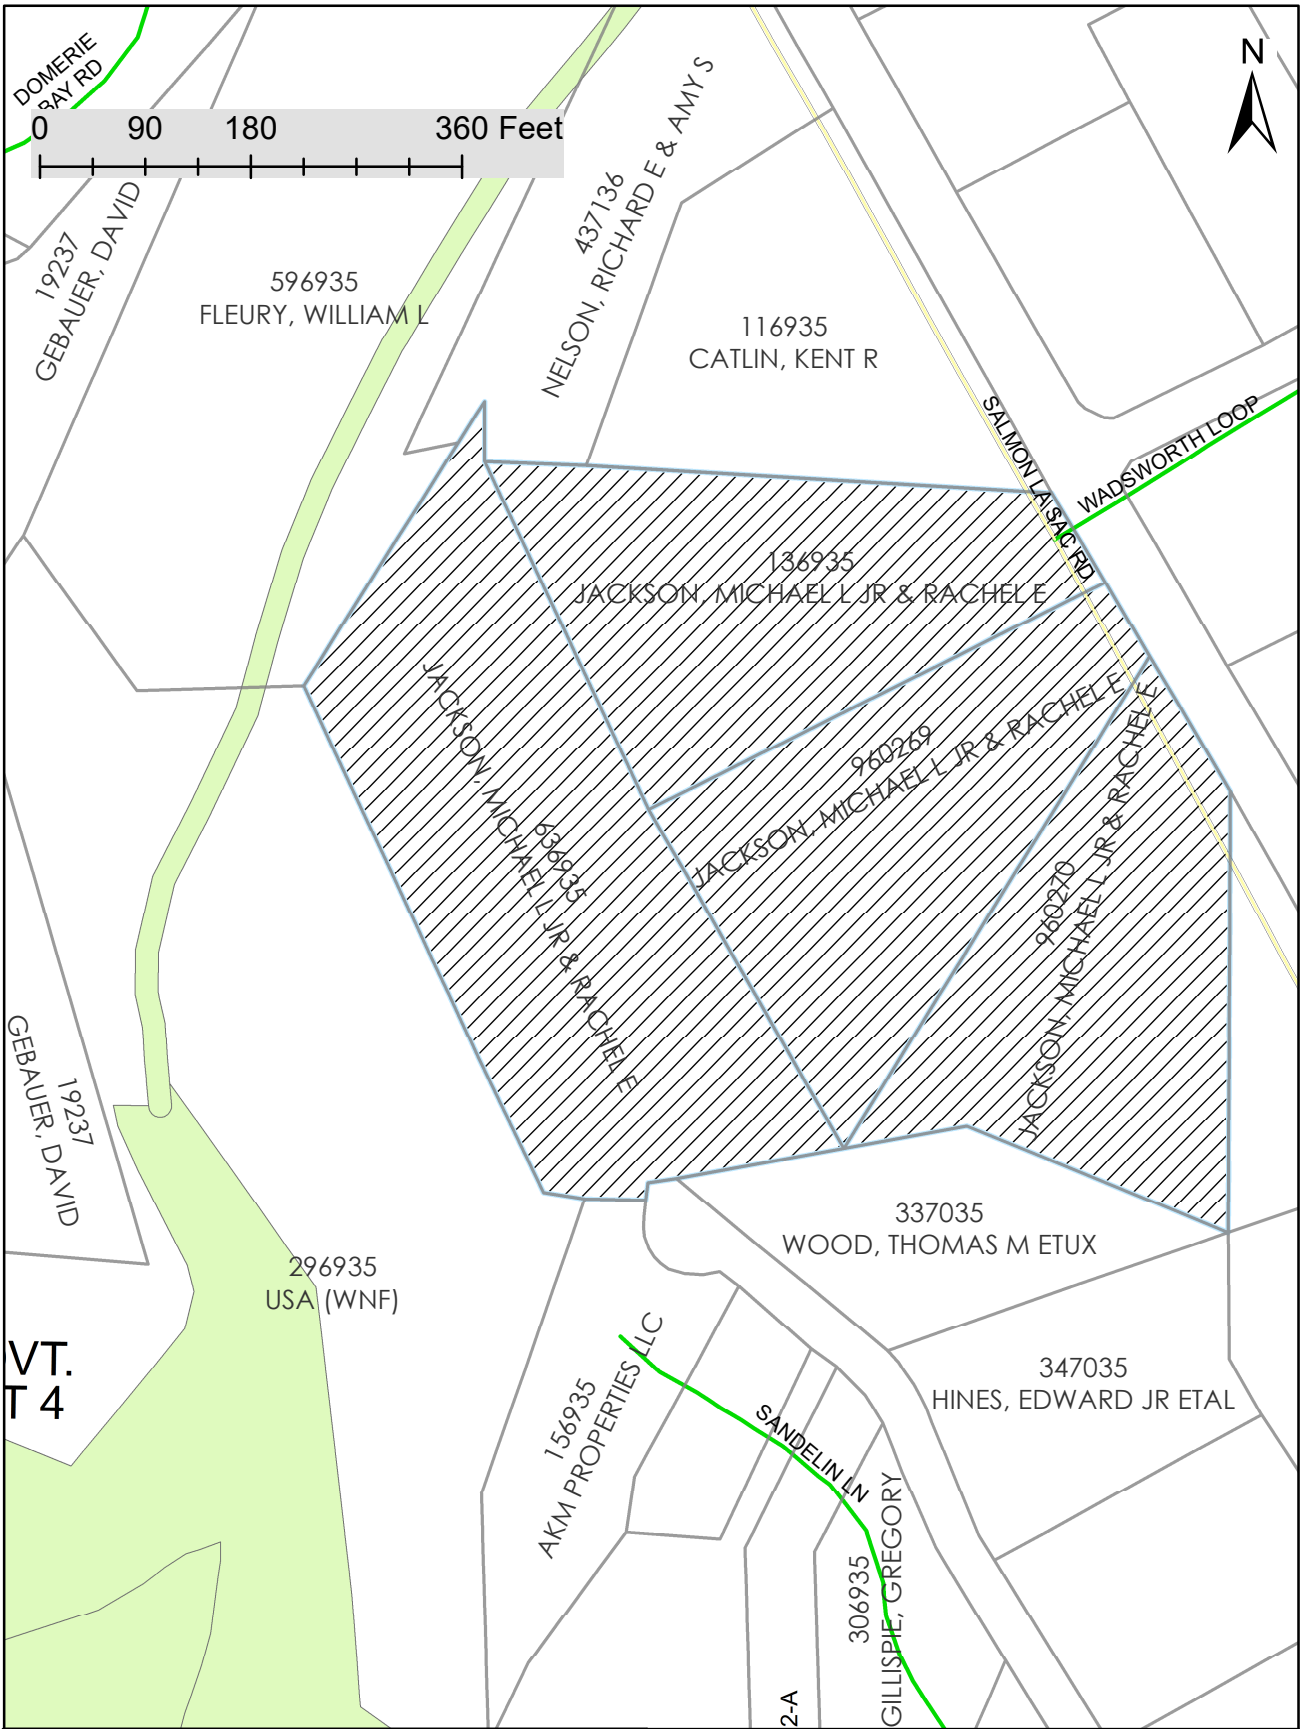 DOMERIE
BAY RD
N
0 90 180 360 Feet
19237
GEBAUER, DAVID
596935
FLEURY, WILLIAM L
437136
NELSON, RICHARD E & AMY S
116935
CATLIN, KENT R
SALMON LA SAC RD
WADSWORTH LOOP
136935
JACKSON, MICHAEL L JR & RACHEL E
636935
JACKSON, MICHAEL L JR & RACHEL E
960269
JACKSON, MICHAEL L JR & RACHEL E
960270
JACKSON, MICHAEL L JR & RACHEL E
19237
GEBAUER, DAVID
337035
WOOD, THOMAS M ETUX
296935
USA (WNF)
VT.
T 4
156935
AKM PROPERTIES LLC
347035
HINES, EDWARD JR ETAL
SANDELIN LN
306935
GILLISPIE, GREGORY
2-A